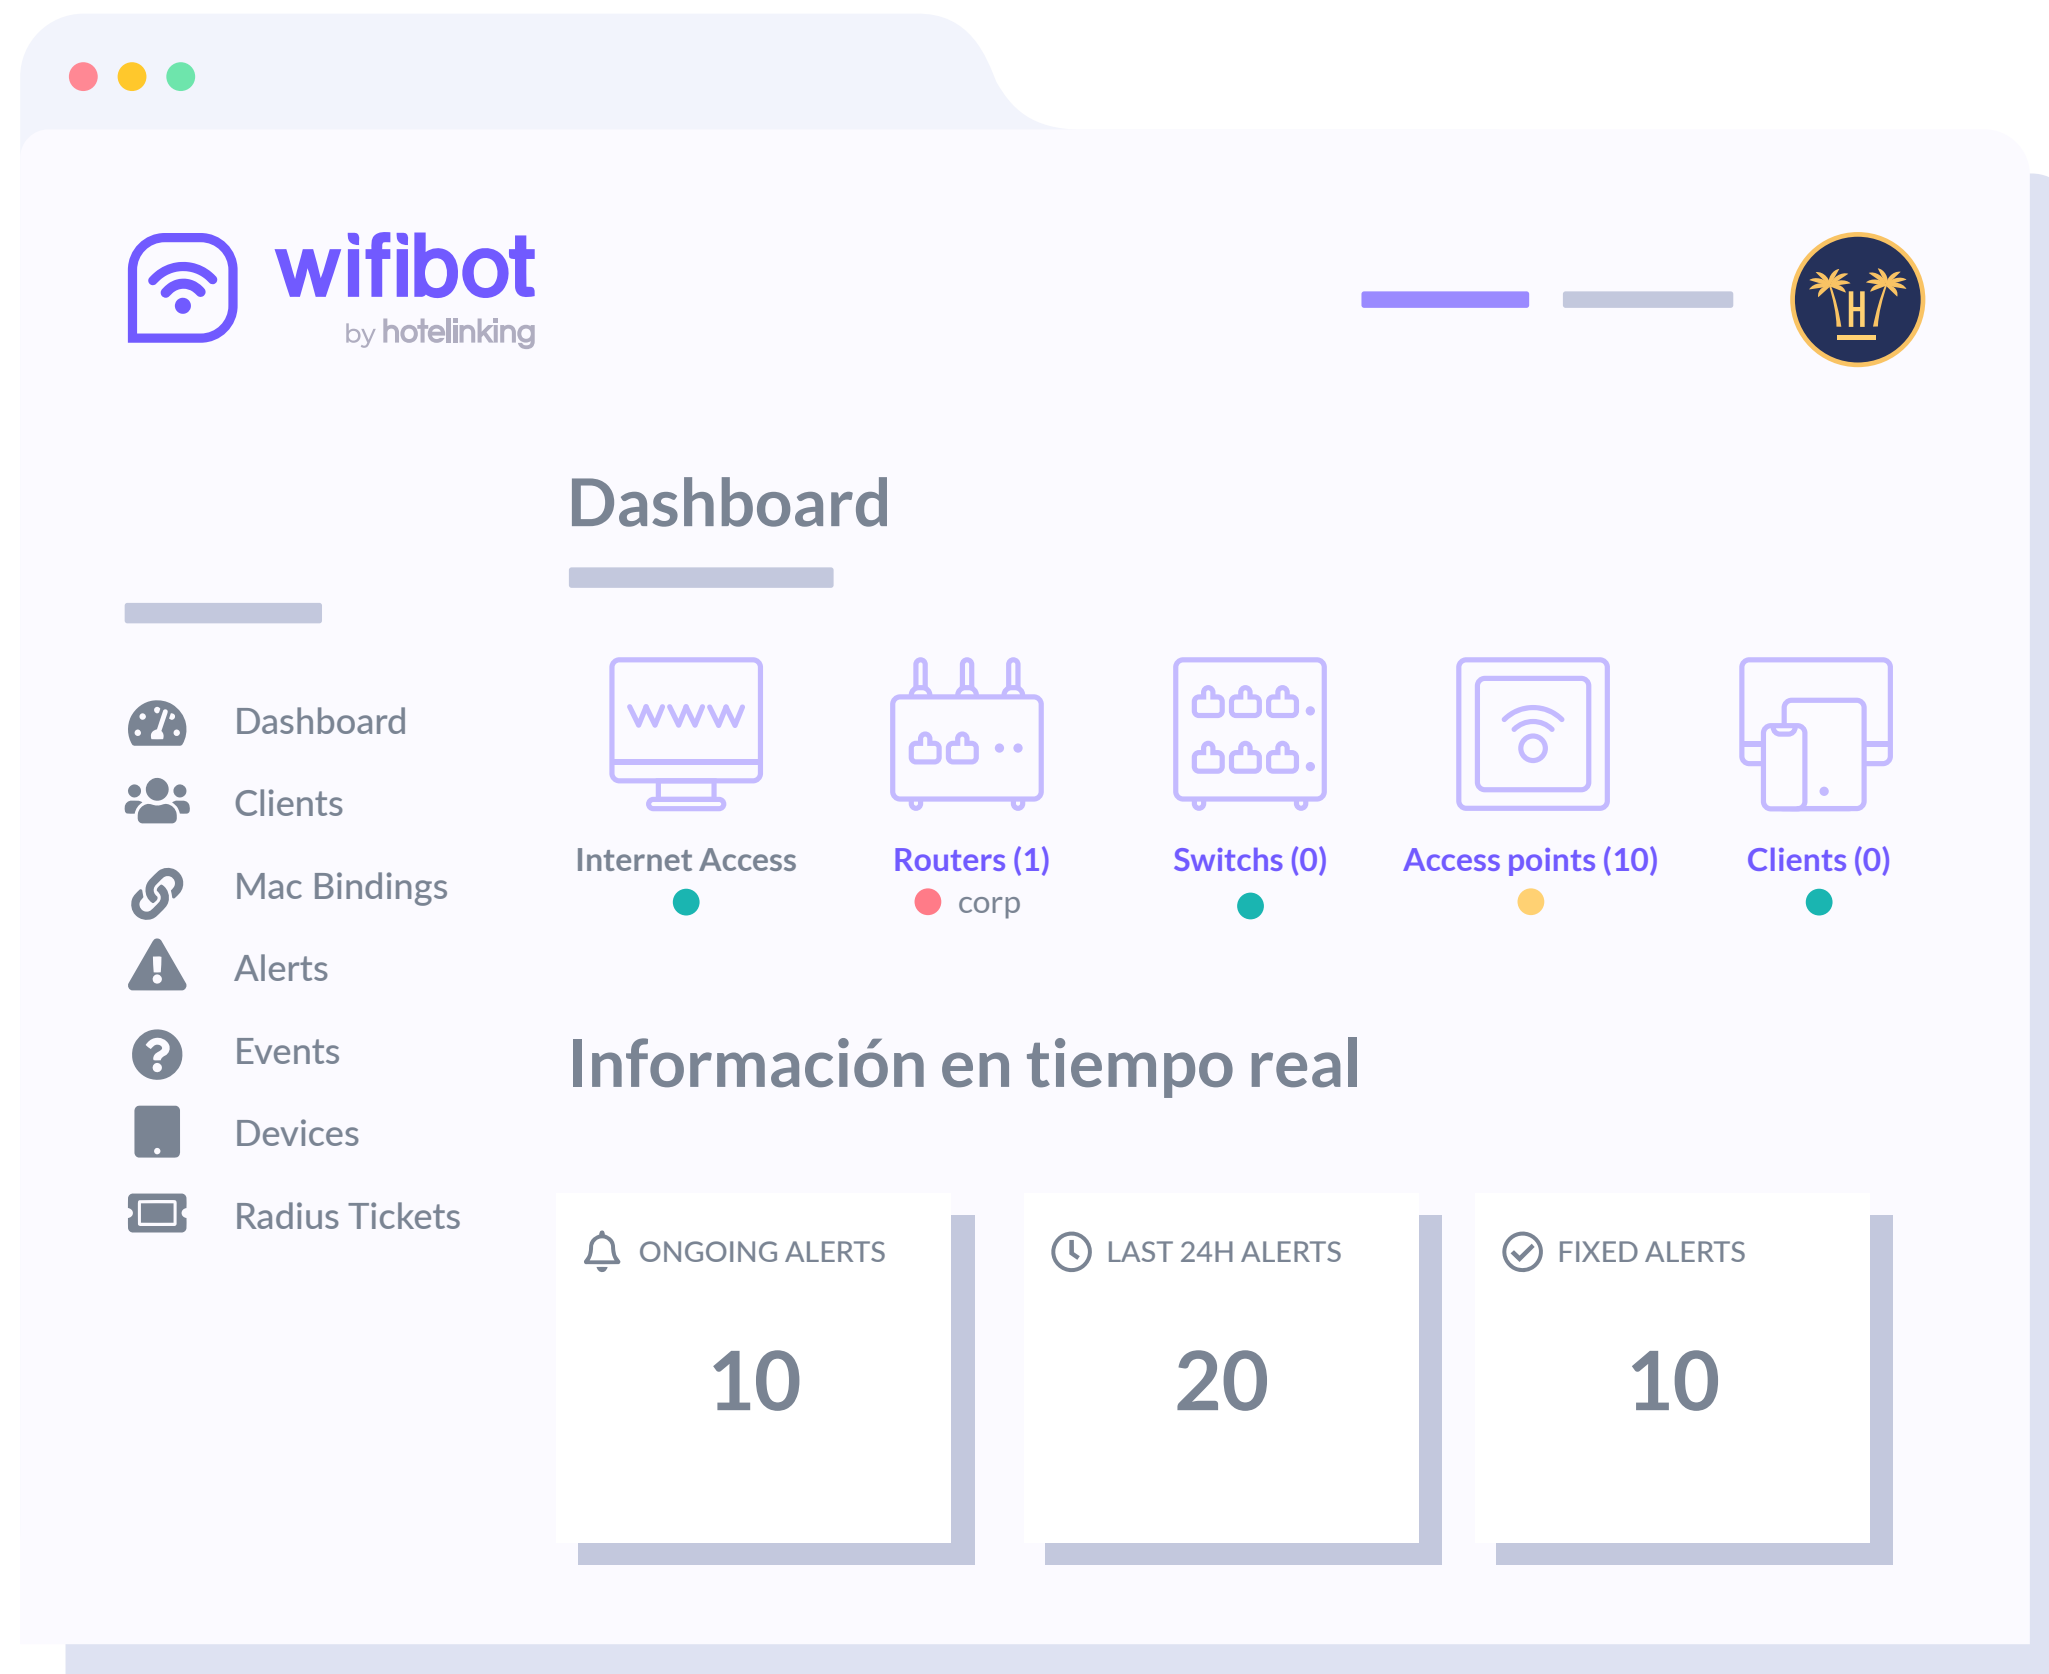 wifibot
by hotelinking
H
Dashboard
Dashboard
Clients
Mac Bindings
Alerts
Events
Devices
Radius Tickets
www
Internet Access
Routers (1)
corp
Switchs (0)
Access points (10)
Clients (0)
Información en tiempo real
ONGOING ALERTS
10
LAST 24H ALERTS
20
FIXED ALERTS
10